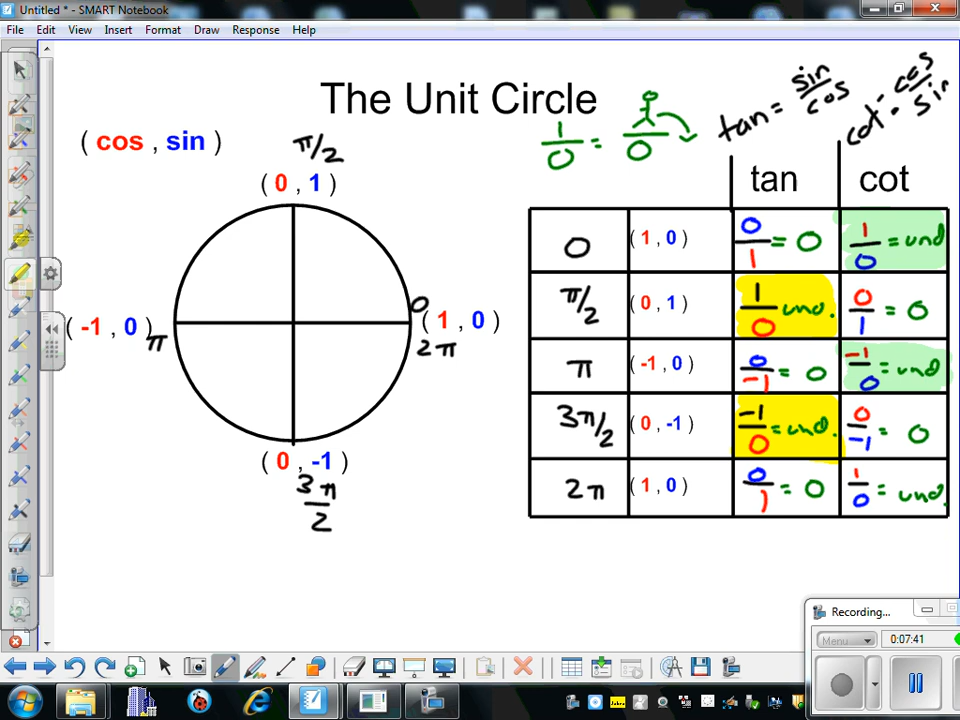 Untitled * - SMART Notebook
File Edit View Insert Format Draw Response Help
The Unit Circle
( cos , sin )
π/2
( 0 , 1 )
( -1 , 0 )
π
0
( 1 , 0 )
2π
( 0 , -1 )
3π/2
1/0 = /0
tan = sin/cos
cot = cos/sin
tan cot
0 ( 1 , 0 ) 0/1 = 0 1/0 = und
π/2 ( 0 , 1 ) 1/0 und. 0/1 = 0
π ( -1 , 0 ) 0/-1 = 0 -1/0 = und
3π/2 ( 0 , -1 ) -1/0 = und. 0/-1 = 0
2π ( 1 , 0 ) 0/1 = 0 1/0 = und.
Recording...
Menu
0:07:41
Jabra